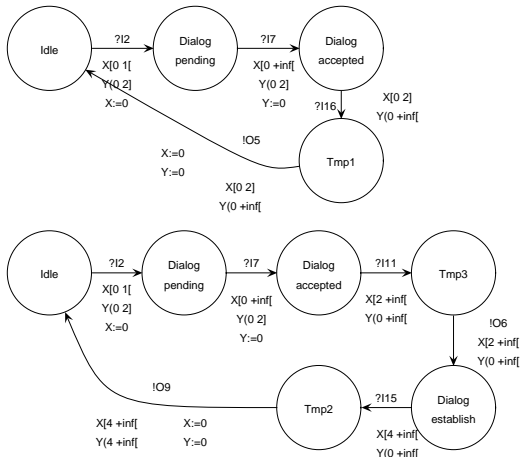 Idle
?I2
X[0 1[
Y(0 2]
X:=0
Dialog
pending
?I7
X[0 +inf[
Y(0 2]
Y:=0
Dialog
accepted
?I16
X[0 2]
Y(0 +inf[
Tmp1
!O5
X:=0
Y:=0
X[0 2]
Y(0 +inf[
Idle
?I2
X[0 1[
Y(0 2]
X:=0
Dialog
pending
?I7
X[0 +inf[
Y(0 2]
Y:=0
Dialog
accepted
?I11
X[2 +inf[
Y(0 +inf[
Tmp3
!O6
X[2 +inf[
Y(0 +inf[
Dialog
establish
?I15
X[4 +inf[
Y(0 +inf[
Tmp2
!O9
X[4 +inf[
Y(4 +inf[
X:=0
Y:=0